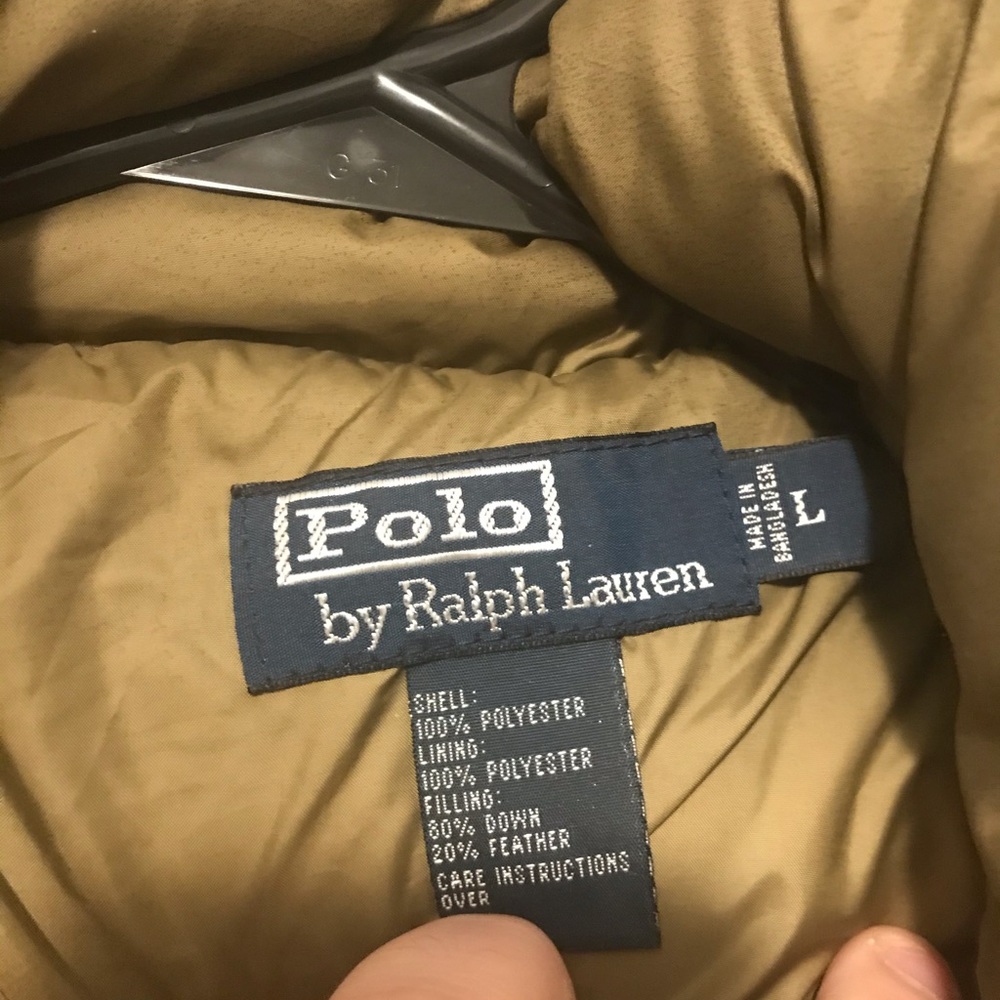 Polo
by Ralph Lauren
MADE IN
BANGLADESH
L
SHELL:
100% POLYESTER
LINING:
100% POLYESTER
FILLING:
80% DOWN
20% FEATHER
CARE INSTRUCTIONS
OVER